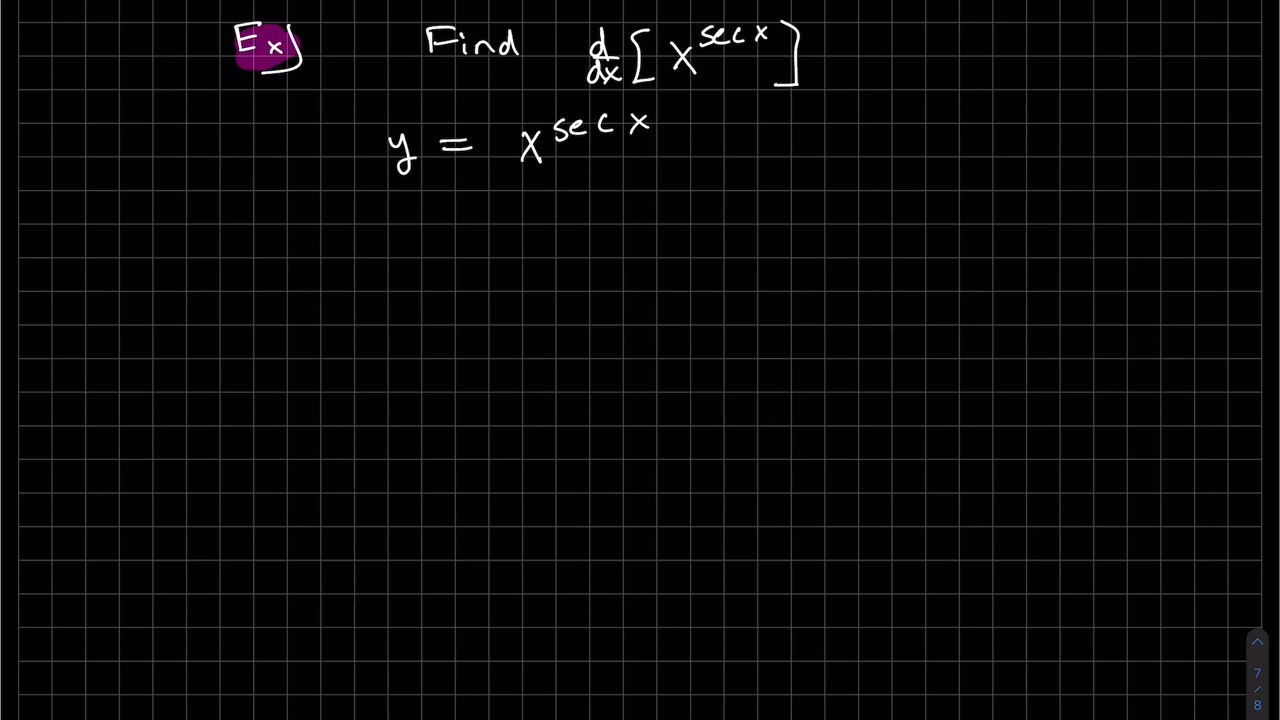 Ex] Find d/dx [x^sec x]
y = x^sec x
7/8